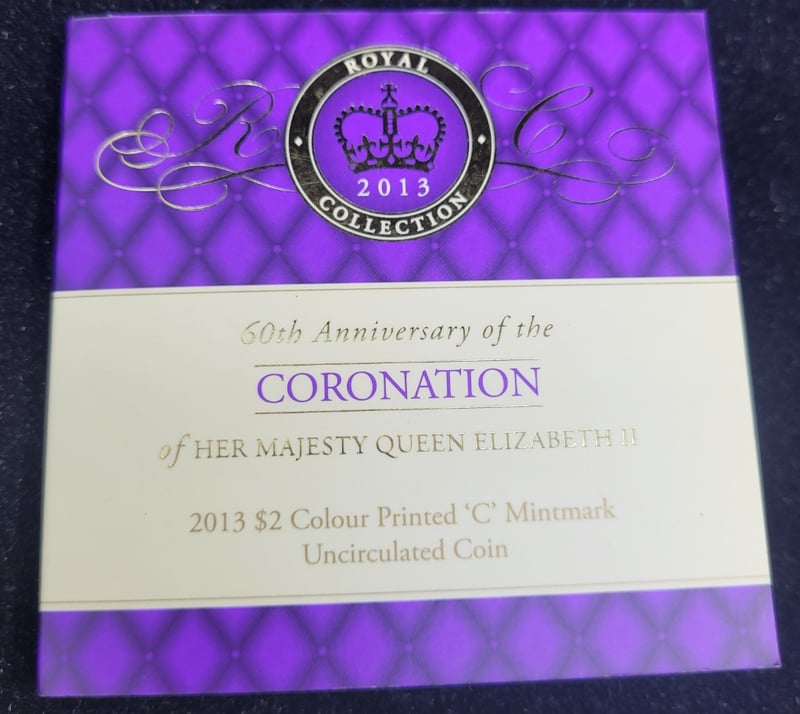 ROYAL
R C
2013
COLLECTION
60th Anniversary of the
CORONATION
of HER MAJESTY QUEEN ELIZABETH II
2013 $2 Colour Printed ‘C’ Mintmark
Uncirculated Coin